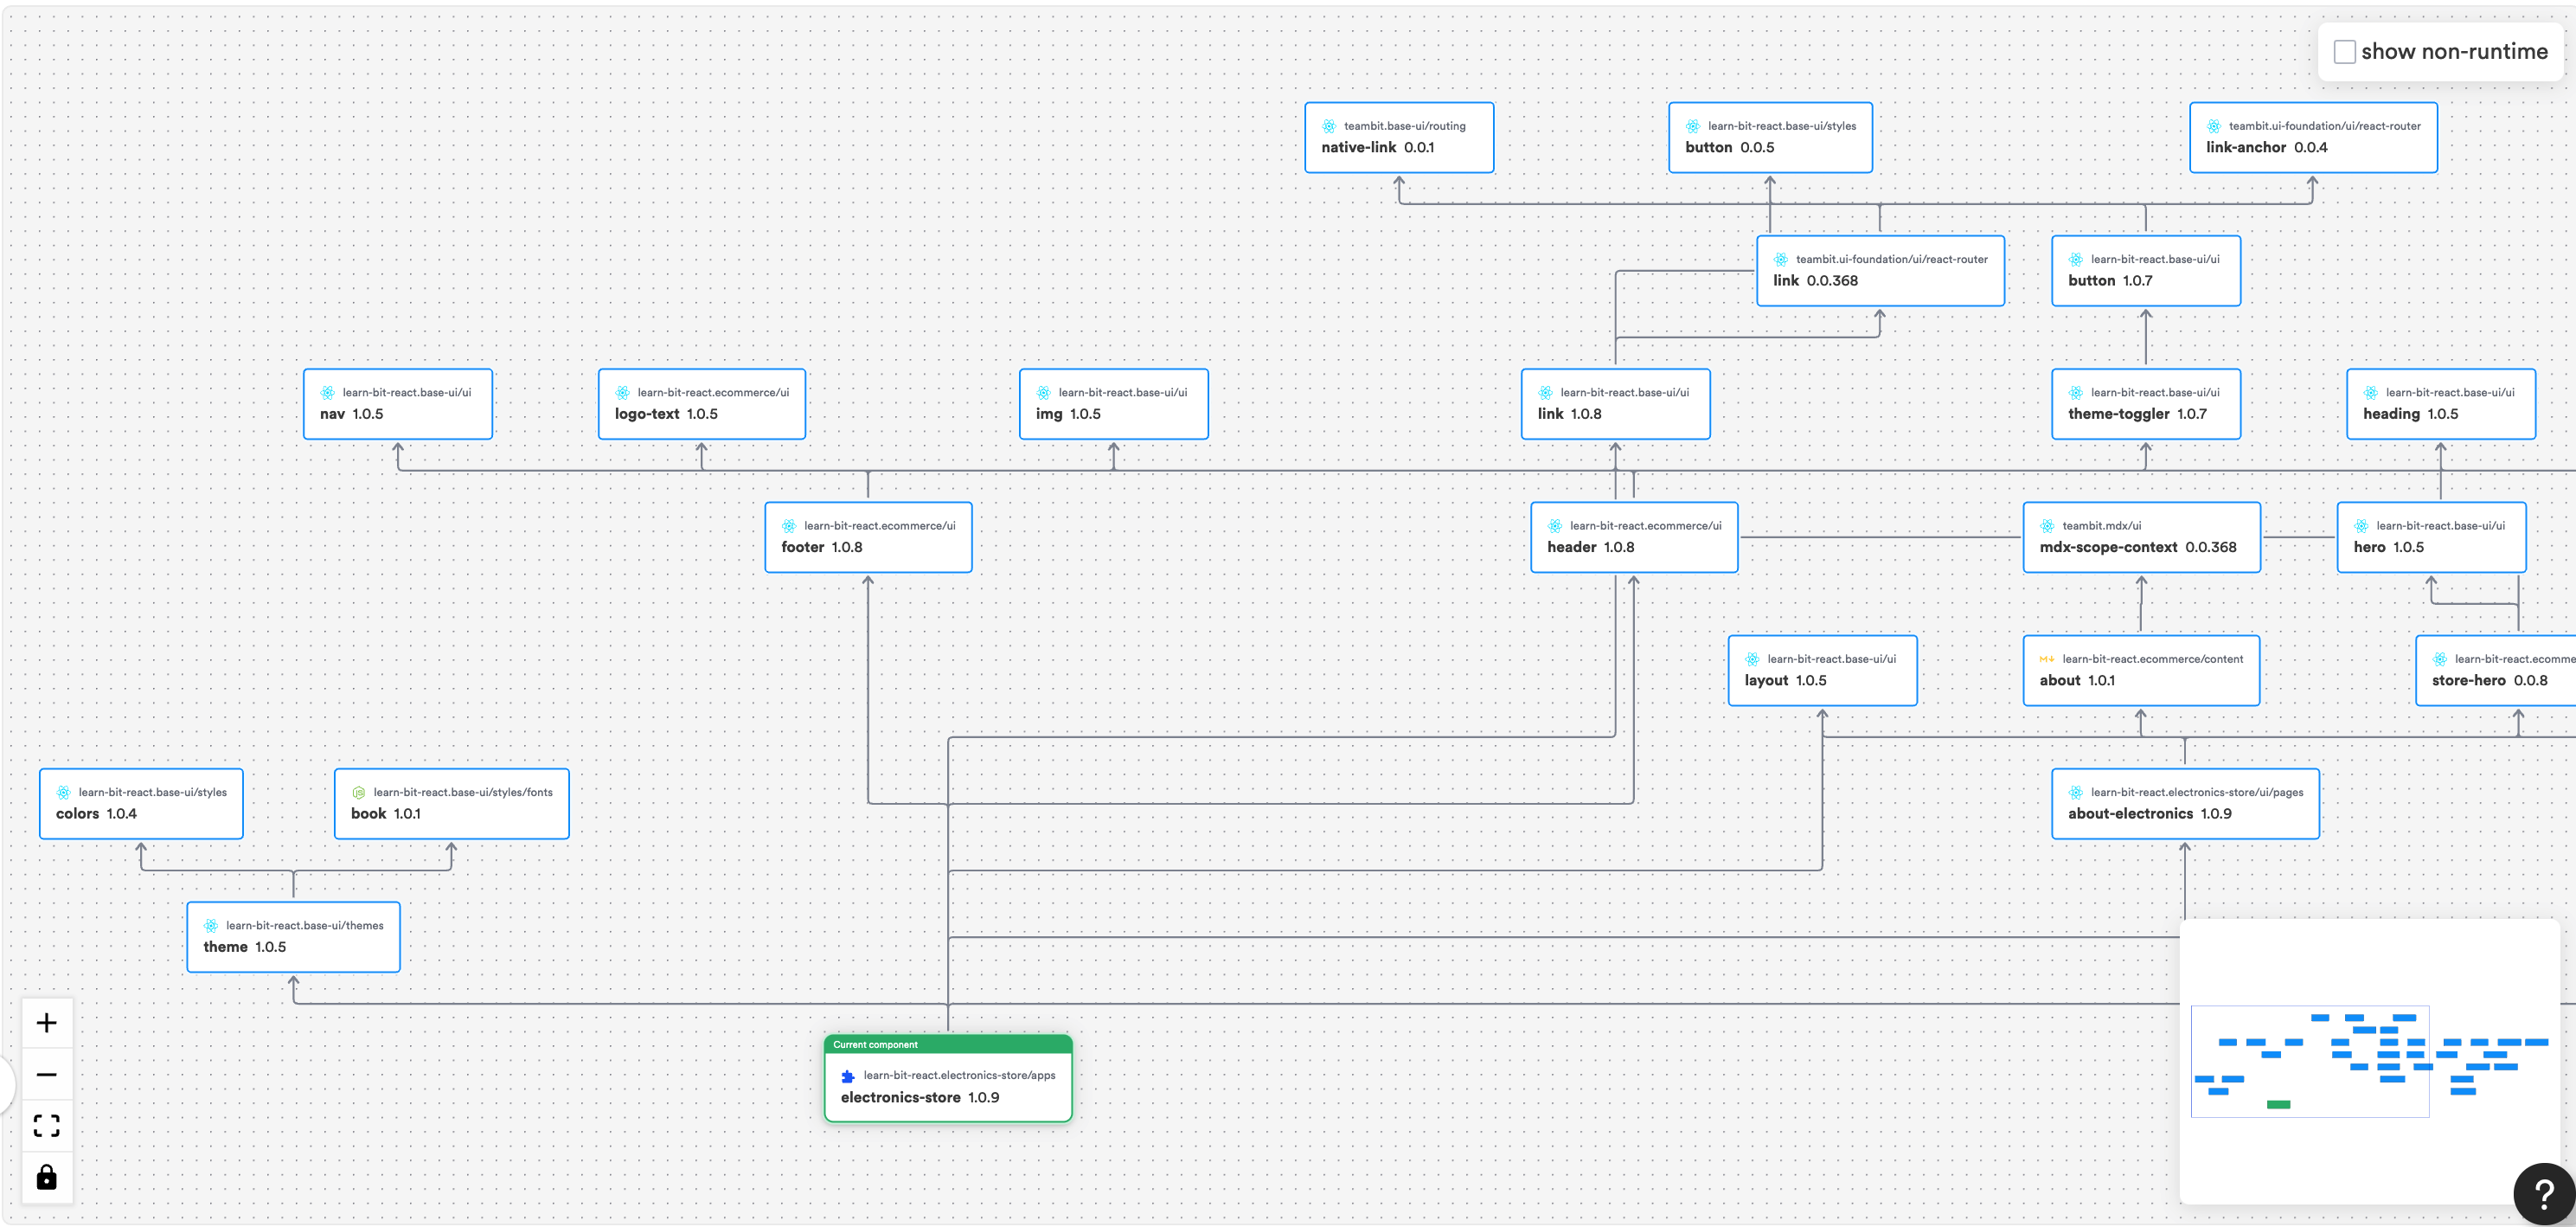 show non-runtime
teambit.base-ui/routing
native-link 0.0.1
learn-bit-react.base-ui/styles
button 0.0.5
teambit.ui-foundation/ui/react-router
link-anchor 0.0.4
teambit.ui-foundation/ui/react-router
link 0.0.368
learn-bit-react.base-ui/ui
button 1.0.7
learn-bit-react.base-ui/ui
nav 1.0.5
learn-bit-react.ecommerce/ui
logo-text 1.0.5
learn-bit-react.base-ui/ui
img 1.0.5
learn-bit-react.base-ui/ui
link 1.0.8
learn-bit-react.base-ui/ui
theme-toggler 1.0.7
learn-bit-react.base-ui/ui
heading 1.0.5
learn-bit-react.ecommerce/ui
footer 1.0.8
learn-bit-react.ecommerce/ui
header 1.0.8
teambit.mdx/ui
mdx-scope-context 0.0.368
learn-bit-react.base-ui/ui
hero 1.0.5
learn-bit-react.base-ui/ui
layout 1.0.5
M↓ learn-bit-react.ecommerce/content
about 1.0.1
learn-bit-react.ecomme
store-hero 0.0.8
learn-bit-react.base-ui/styles
colors 1.0.4
learn-bit-react.base-ui/styles/fonts
book 1.0.1
learn-bit-react.electronics-store/ui/pages
about-electronics 1.0.9
learn-bit-react.base-ui/themes
theme 1.0.5
Current component
learn-bit-react.electronics-store/apps
electronics-store 1.0.9
?